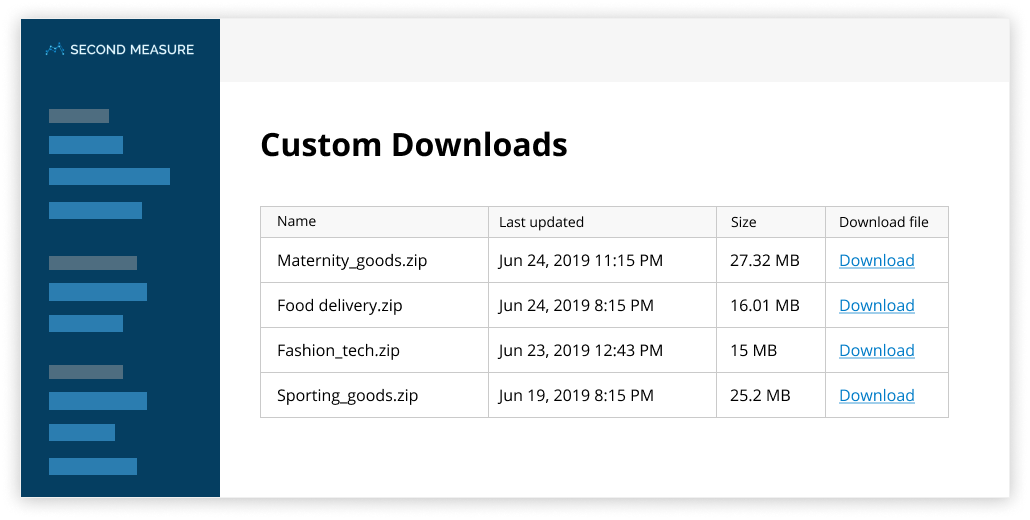 SECOND MEASURE
Custom Downloads
Name Last updated Size Download file
Maternity_goods.zip Jun 24, 2019 11:15 PM 27.32 MB Download
Food delivery.zip Jun 24, 2019 8:15 PM 16.01 MB Download
Fashion_tech.zip Jun 23, 2019 12:43 PM 15 MB Download
Sporting_goods.zip Jun 19, 2019 8:15 PM 25.2 MB Download